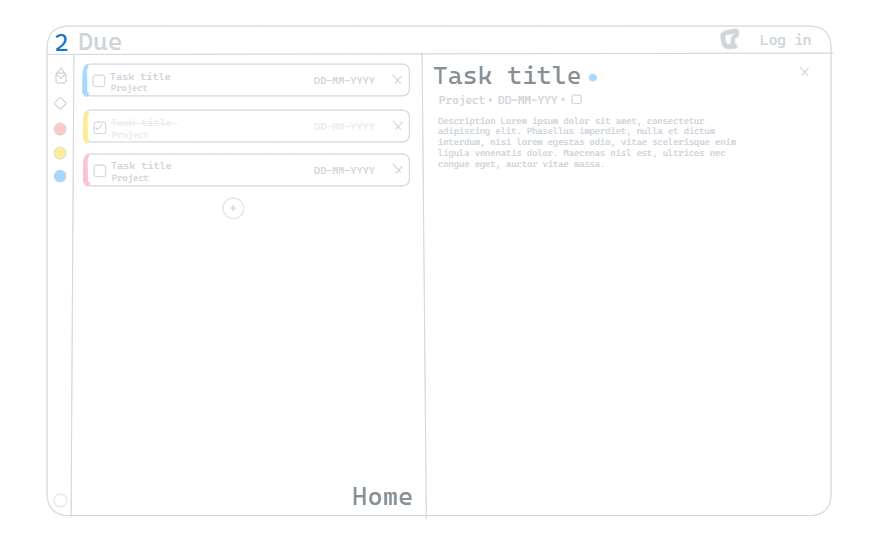 2 Due
Log in
Task title
Project
DD-MM-YYYY
Task title
Project
DD-MM-YYYY
Task title
Project
DD-MM-YYYY
Home
Task title
Project • DD-MM-YYY •
Description Lorem ipsum dolor sit amet, consectetur
adipiscing elit. Phasellus imperdiet, nulla et dictum
interdum, nisi lorem egestas odio, vitae scelerisque enim
ligula venenatis dolor. Maecenas nisl est, ultrices nec
congue eget, auctor vitae massa.